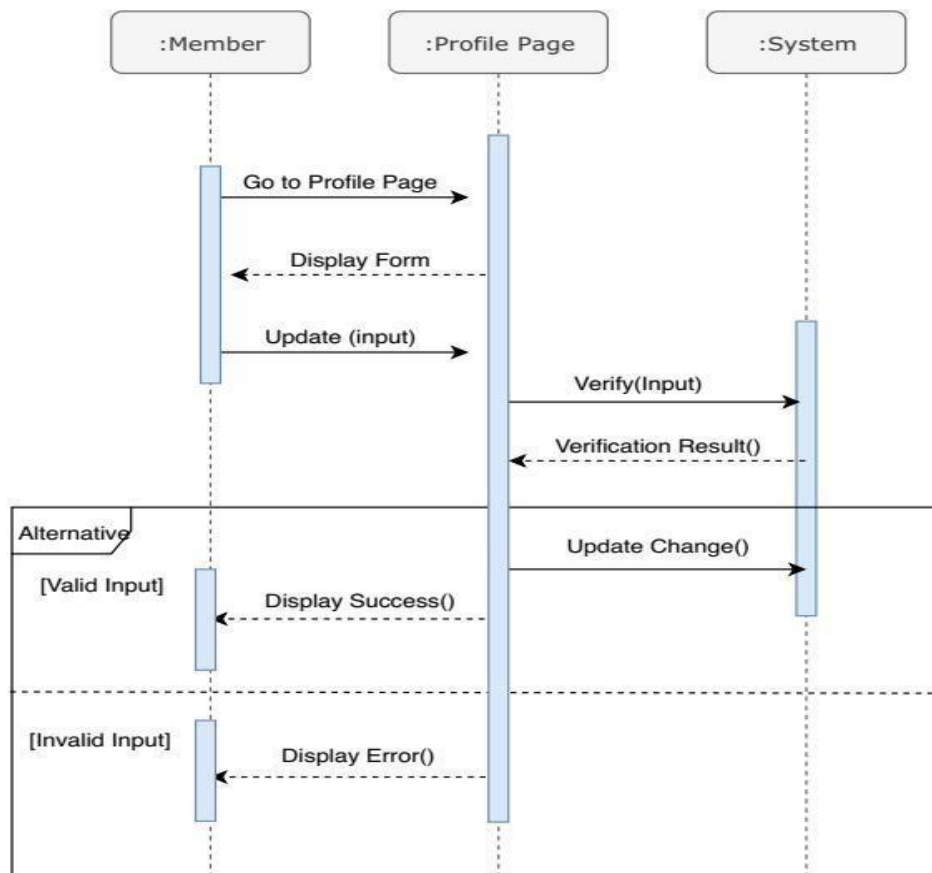 :Member
:Profile Page
:System
Go to Profile Page
Display Form
Update (input)
Verify(Input)
Verification Result()
Alternative
Update Change()
[Valid Input]
Display Success()
[Invalid Input]
Display Error()